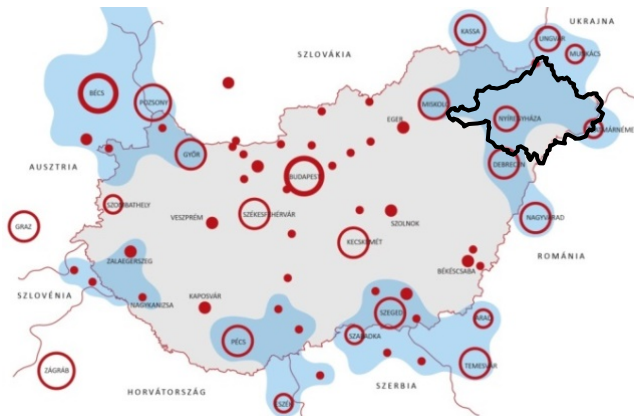 UKRAJNA
KASSA
UNGVÁR
SZLOVÁKIA
MUNKÁCS
BÉCS
POZSONY
MISKOLC
NYÍREGYHÁZA
EGER
GYŐR
DEBRECEN
AUSZTRIA
BUDAPEST
SZOMBATHELY
SZÉKESFEHÉRVÁR
NAGYVÁRAD
VESZPRÉM
SZOLNOK
GRAZ
KECSKEMÉT
ROMÁNIA
ZALAEGERSZEG
BÉKÉSCSABA
SZLOVÉNIA
NAGYKANIZSA
KAPOSVÁR
SZEGED
ARAD
PÉCS
SZABADKA
TEMESVÁR
ZÁGRÁB
SZERBIA
HORVÁTORSZÁG
ESZÉK